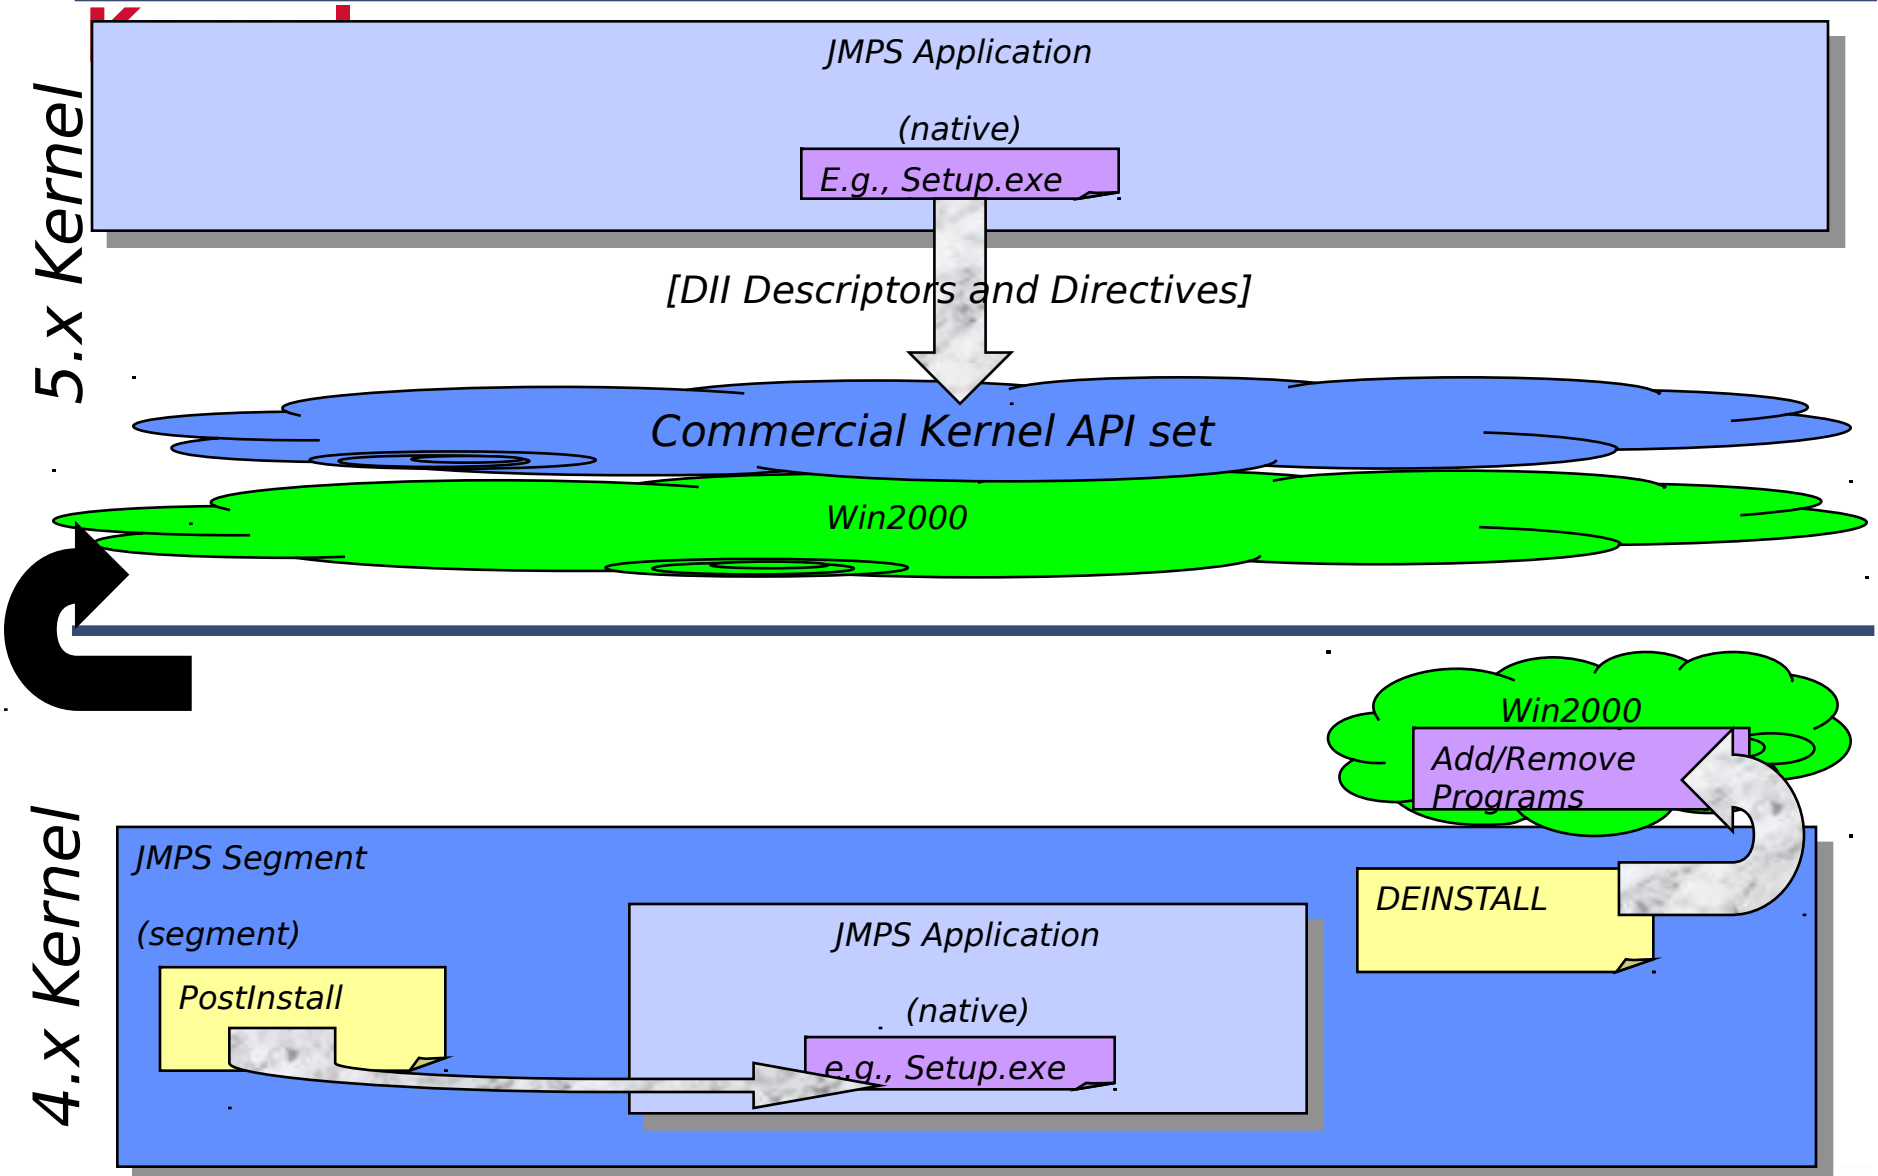 5.x Kernel
JMPS Application
(native)
E.g., Setup.exe
[DII Descriptors and Directives]
Commercial Kernel API set
Win2000
4.x Kernel
Win2000
Add/Remove
Programs
JMPS Segment
(segment)
PostInstall
JMPS Application
(native)
e.g., Setup.exe
DEINSTALL